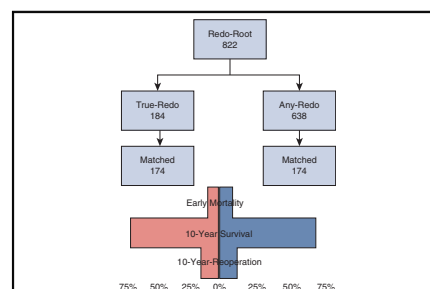 Redo-Root
822
True-Redo
184
Any-Redo
638
Matched
174
Matched
174
Early Mortality
10-Year Survival
10-Year-Reoperation
75% 50% 25% 0% 25% 50% 75%